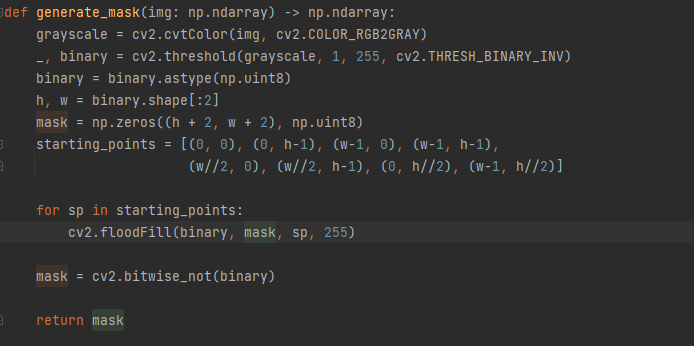 def generate_mask(img: np.ndarray) -> np.ndarray:
    grayscale = cv2.cvtColor(img, cv2.COLOR_RGB2GRAY)
    _, binary = cv2.threshold(grayscale, 1, 255, cv2.THRESH_BINARY_INV)
    binary = binary.astype(np.uint8)
    h, w = binary.shape[:2]
    mask = np.zeros((h + 2, w + 2), np.uint8)
    starting_points = [(0, 0), (0, h-1), (w-1, 0), (w-1, h-1),
                       (w//2, 0), (w//2, h-1), (0, h//2), (w-1, h//2)]

    for sp in starting_points:
        cv2.floodFill(binary, mask, sp, 255)

    mask = cv2.bitwise_not(binary)

    return mask